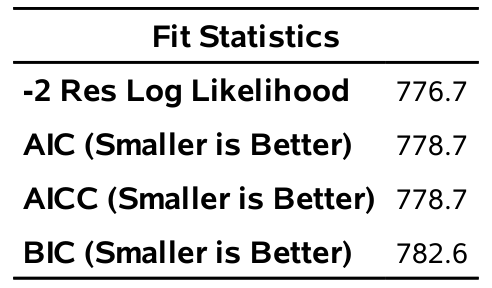 Fit Statistics
-2 Res Log Likelihood 776.7
AIC (Smaller is Better) 778.7
AICC (Smaller is Better) 778.7
BIC (Smaller is Better) 782.6